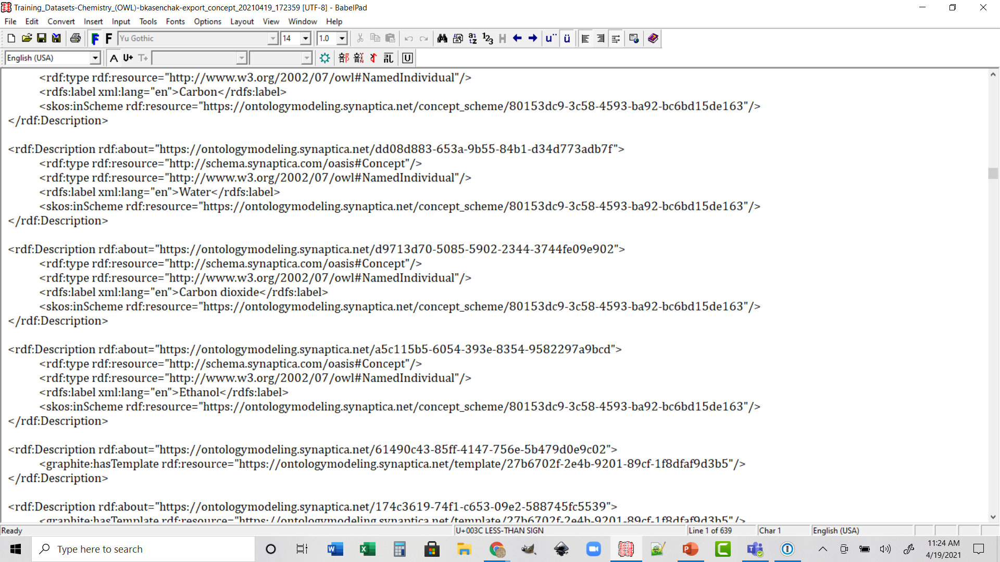 Training_Datasets-Chemistry_(OWL)-bkasenchak-export_concept_20210419_172359 [UTF-8] - BabelPad
File Edit Convert Insert Input Tools Fonts Options Layout View Window Help
Yu Gothic 14 1.0
English (USA)
<rdf:type rdf:resource="http://www.w3.org/2002/07/owl#NamedIndividual"/>
<rdfs:label xml:lang="en">Carbon</rdfs:label>
<skos:inScheme rdf:resource="https://ontologymodeling.synaptica.net/concept_scheme/80153dc9-3c58-4593-ba92-bc6bd15de163"/>
</rdf:Description>
<rdf:Description rdf:about="https://ontologymodeling.synaptica.net/dd08d883-653a-9b55-84b1-d34d773adb7f">
<rdf:type rdf:resource="http://schema.synaptica.com/oasis#Concept"/>
<rdf:type rdf:resource="http://www.w3.org/2002/07/owl#NamedIndividual"/>
<rdfs:label xml:lang="en">Water</rdfs:label>
<skos:inScheme rdf:resource="https://ontologymodeling.synaptica.net/concept_scheme/80153dc9-3c58-4593-ba92-bc6bd15de163"/>
</rdf:Description>
<rdf:Description rdf:about="https://ontologymodeling.synaptica.net/d9713d70-5085-5902-2344-3744fe09e902">
<rdf:type rdf:resource="http://schema.synaptica.com/oasis#Concept"/>
<rdf:type rdf:resource="http://www.w3.org/2002/07/owl#NamedIndividual"/>
<rdfs:label xml:lang="en">Carbon dioxide</rdfs:label>
<skos:inScheme rdf:resource="https://ontologymodeling.synaptica.net/concept_scheme/80153dc9-3c58-4593-ba92-bc6bd15de163"/>
</rdf:Description>
<rdf:Description rdf:about="https://ontologymodeling.synaptica.net/a5c115b5-6054-393e-8354-9582297a9bcd">
<rdf:type rdf:resource="http://schema.synaptica.com/oasis#Concept"/>
<rdf:type rdf:resource="http://www.w3.org/2002/07/owl#NamedIndividual"/>
<rdfs:label xml:lang="en">Ethanol</rdfs:label>
<skos:inScheme rdf:resource="https://ontologymodeling.synaptica.net/concept_scheme/80153dc9-3c58-4593-ba92-bc6bd15de163"/>
</rdf:Description>
<rdf:Description rdf:about="https://ontologymodeling.synaptica.net/61490c43-85ff-4147-756e-5b479d0e9c02">
<graphite:hasTemplate rdf:resource="https://ontologymodeling.synaptica.net/template/27b6702f-2e4b-9201-89cf-1f8dfaf9d3b5"/>
</rdf:Description>
<rdf:Description rdf:about="https://ontologymodeling.synaptica.net/174c3619-74f1-c653-09e2-588745fc5539">
<graphite:hasTemplate rdf:resource="https://ontologymodeling.synaptica.net/template/27b6702f-2e4b-9201-89cf-1f8dfaf9d3b5"/>
Ready U+003C LESS-THAN SIGN Line 1 of 639 Char 1 English (USA)
Type here to search
11:24 AM
4/19/2021